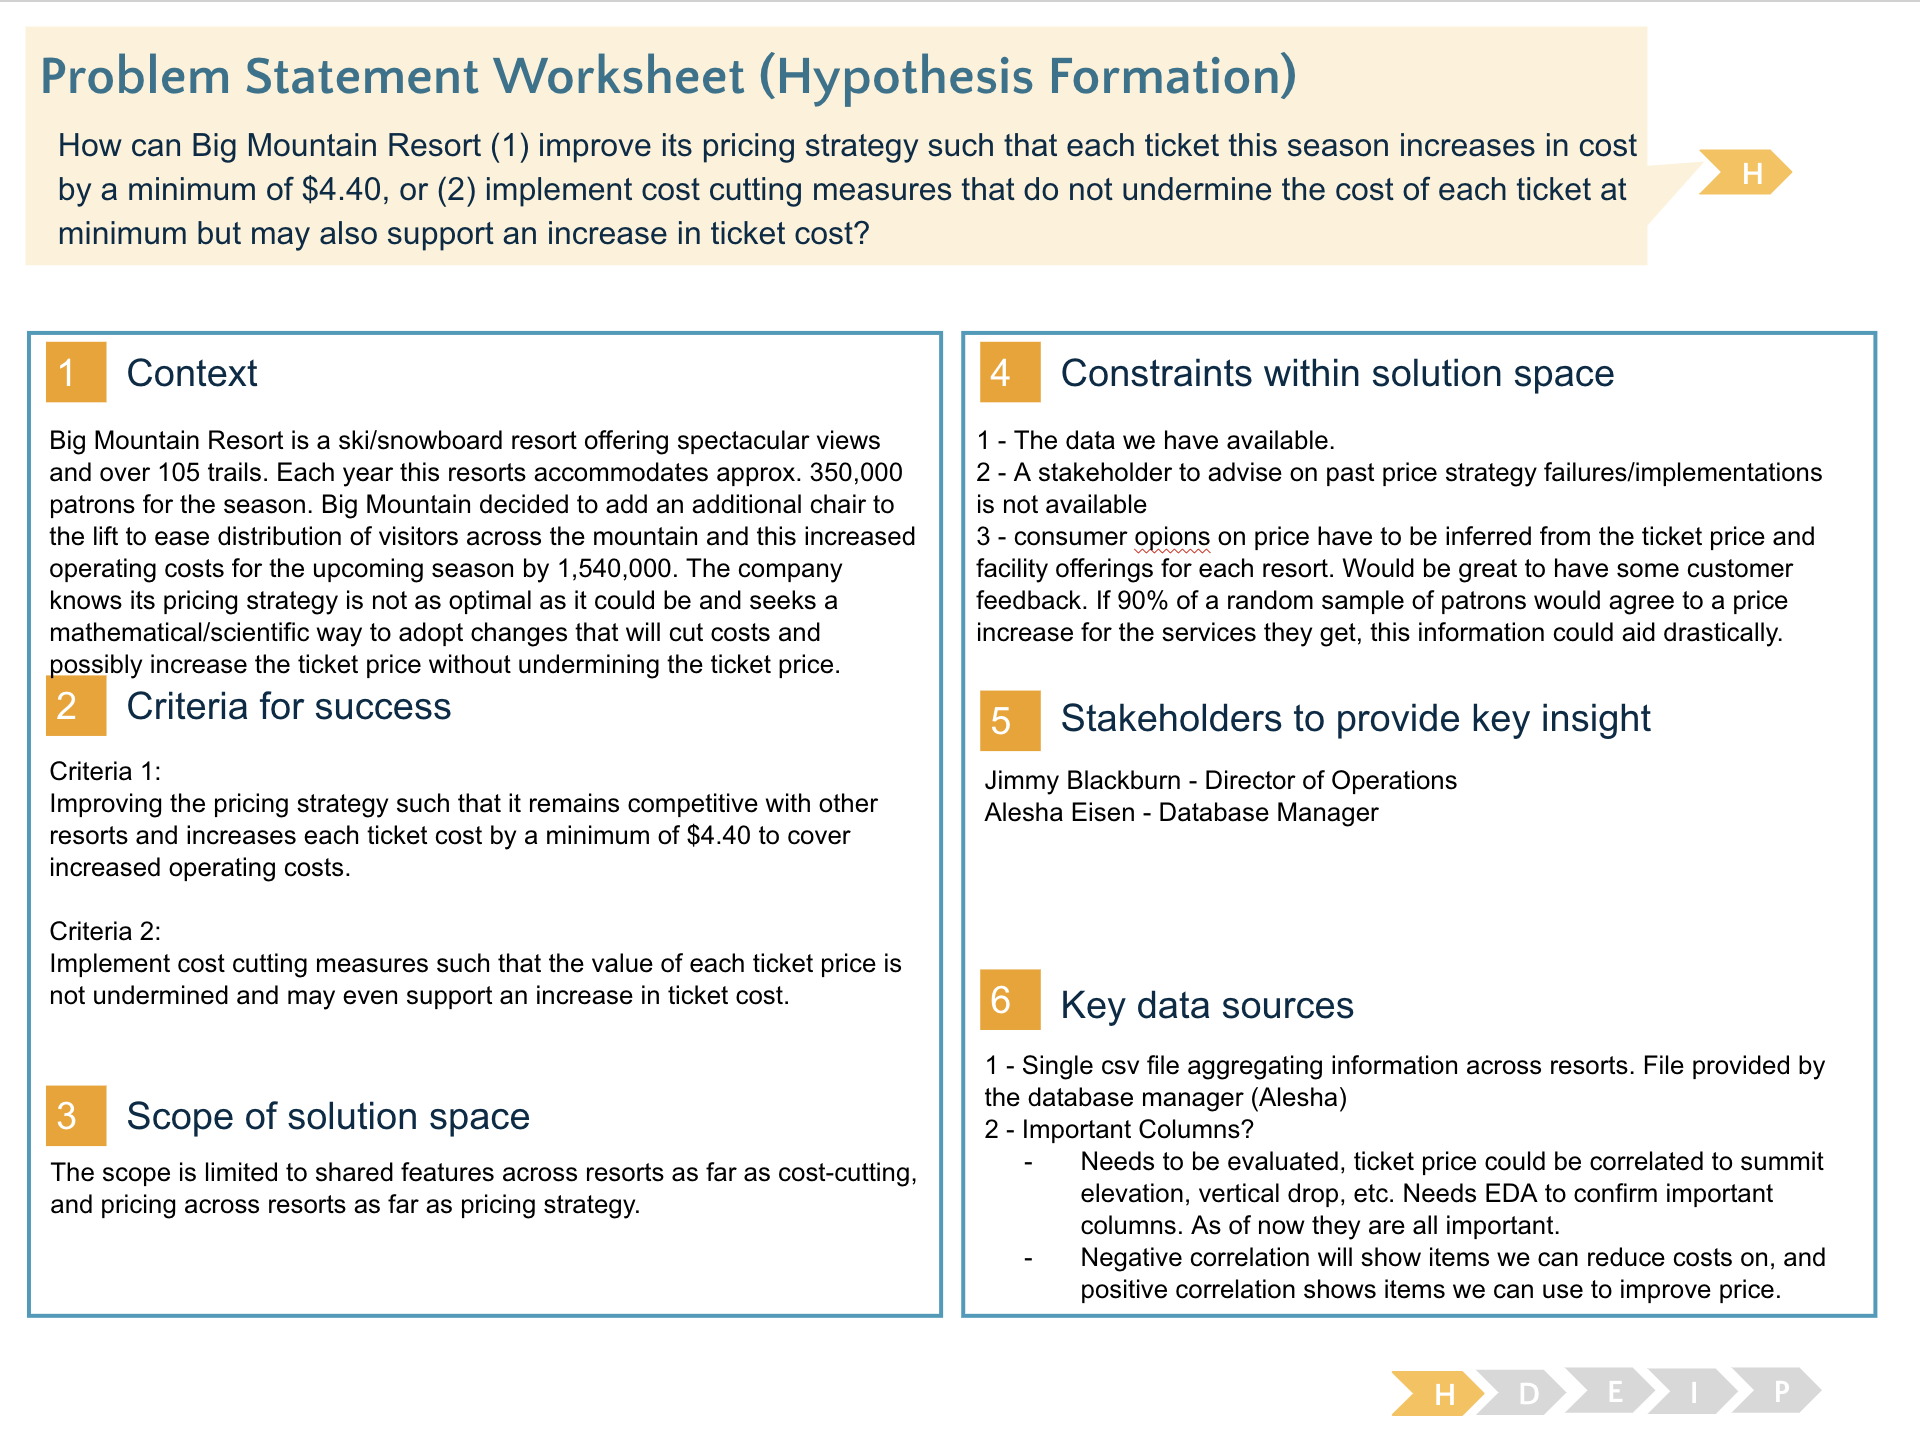 Problem Statement Worksheet (Hypothesis Formation)
How can Big Mountain Resort (1) improve its pricing strategy such that each ticket this season increases in cost
by a minimum of $4.40, or (2) implement cost cutting measures that do not undermine the cost of each ticket at
minimum but may also support an increase in ticket cost?
H
1 Context
Big Mountain Resort is a ski/snowboard resort offering spectacular views
and over 105 trails. Each year this resorts accommodates approx. 350,000
patrons for the season. Big Mountain decided to add an additional chair to
the lift to ease distribution of visitors across the mountain and this increased
operating costs for the upcoming season by 1,540,000. The company
knows its pricing strategy is not as optimal as it could be and seeks a
mathematical/scientific way to adopt changes that will cut costs and
possibly increase the ticket price without undermining the ticket price.
2 Criteria for success
Criteria 1:
Improving the pricing strategy such that it remains competitive with other
resorts and increases each ticket cost by a minimum of $4.40 to cover
increased operating costs.
Criteria 2:
Implement cost cutting measures such that the value of each ticket price is
not undermined and may even support an increase in ticket cost.
3 Scope of solution space
The scope is limited to shared features across resorts as far as cost-cutting,
and pricing across resorts as far as pricing strategy.
4 Constraints within solution space
1 - The data we have available.
2 - A stakeholder to advise on past price strategy failures/implementations
is not available
3 - consumer opions on price have to be inferred from the ticket price and
facility offerings for each resort. Would be great to have some customer
feedback. If 90% of a random sample of patrons would agree to a price
increase for the services they get, this information could aid drastically.
5 Stakeholders to provide key insight
Jimmy Blackburn - Director of Operations
Alesha Eisen - Database Manager
6 Key data sources
1 - Single csv file aggregating information across resorts. File provided by
the database manager (Alesha)
2 - Important Columns?
- Needs to be evaluated, ticket price could be correlated to summit
elevation, vertical drop, etc. Needs EDA to confirm important
columns. As of now they are all important.
- Negative correlation will show items we can reduce costs on, and
positive correlation shows items we can use to improve price.
H D E I P